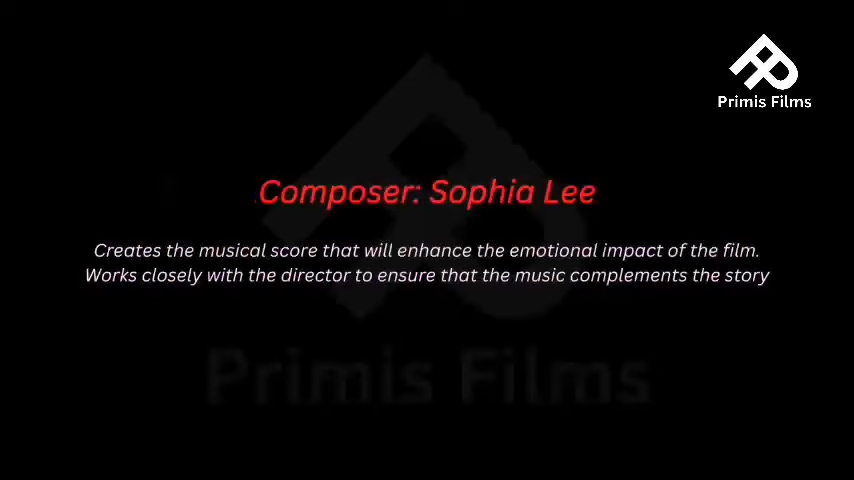 Primis Films
Composer: Sophia Lee
Creates the musical score that will enhance the emotional impact of the film.
Works closely with the director to ensure that the music complements the story
Primis Films